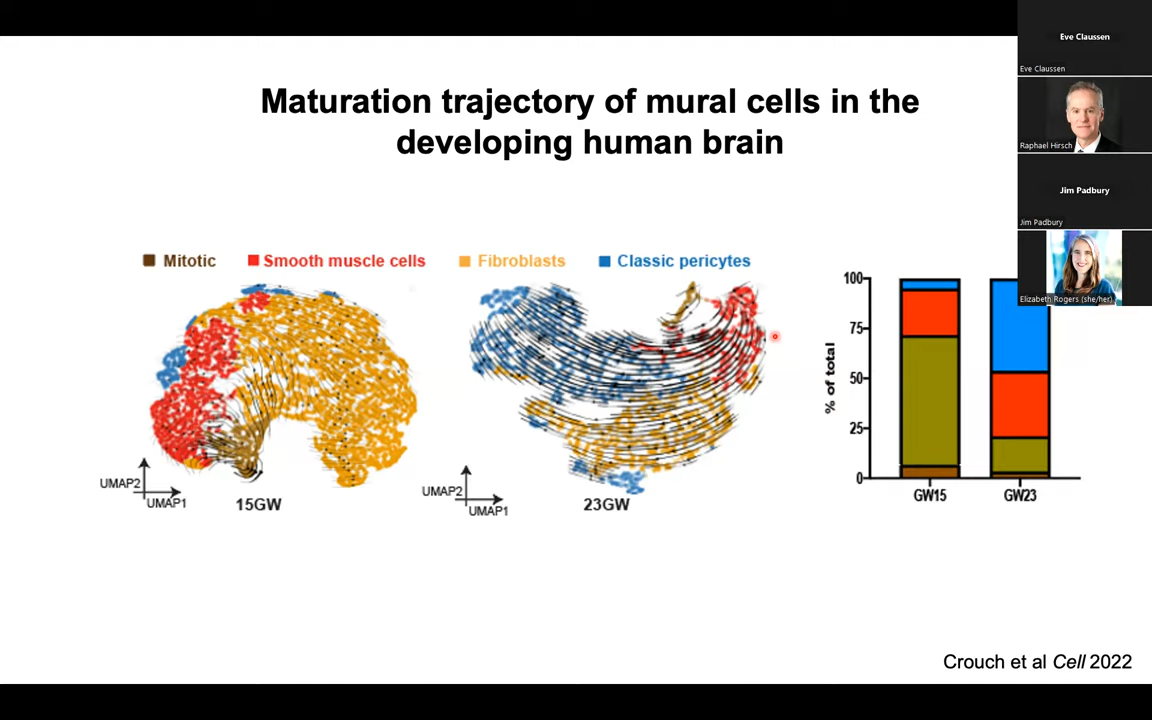 Maturation trajectory of mural cells in the
developing human brain
Mitotic
Smooth muscle cells
Fibroblasts
Classic pericytes
UMAP2
UMAP1
15GW
UMAP2
UMAP1
23GW
% of total
100
75
50
25
0
GW15
GW23
Crouch et al Cell 2022
Eve Claussen
Eve Claussen
Raphael Hirsch
Jim Padbury
Jim Padbury
Elizabeth Rogers (she/her)